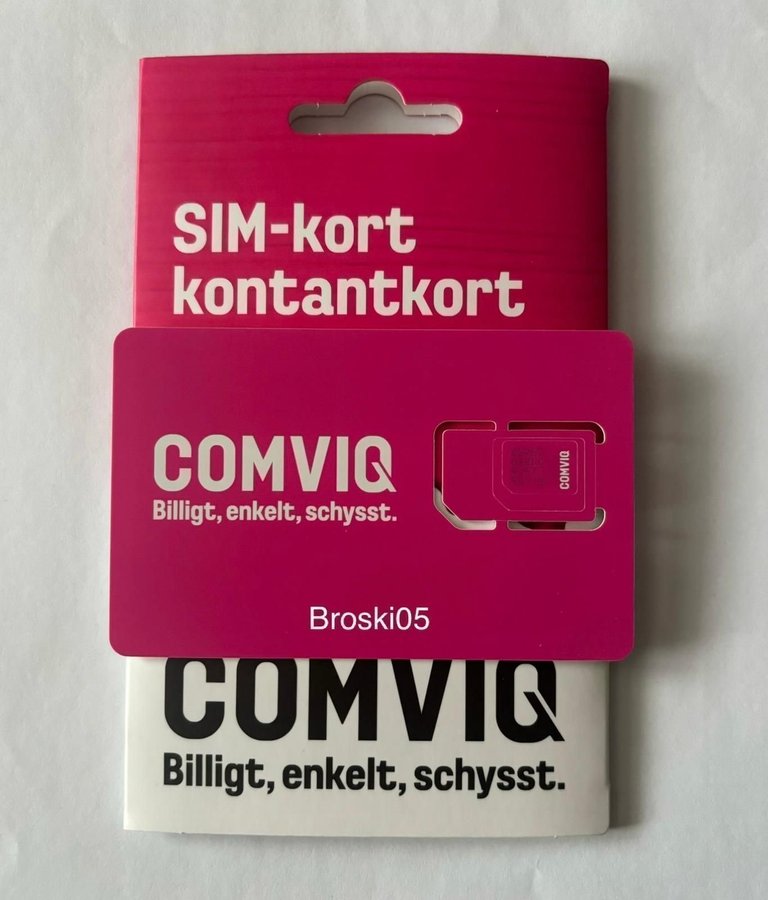 SIM-kort
kontantkort
COMVIQ
Billigt, enkelt, schysst.
COMVIQ
Broski05
COMVIQ
Billigt, enkelt, schysst.